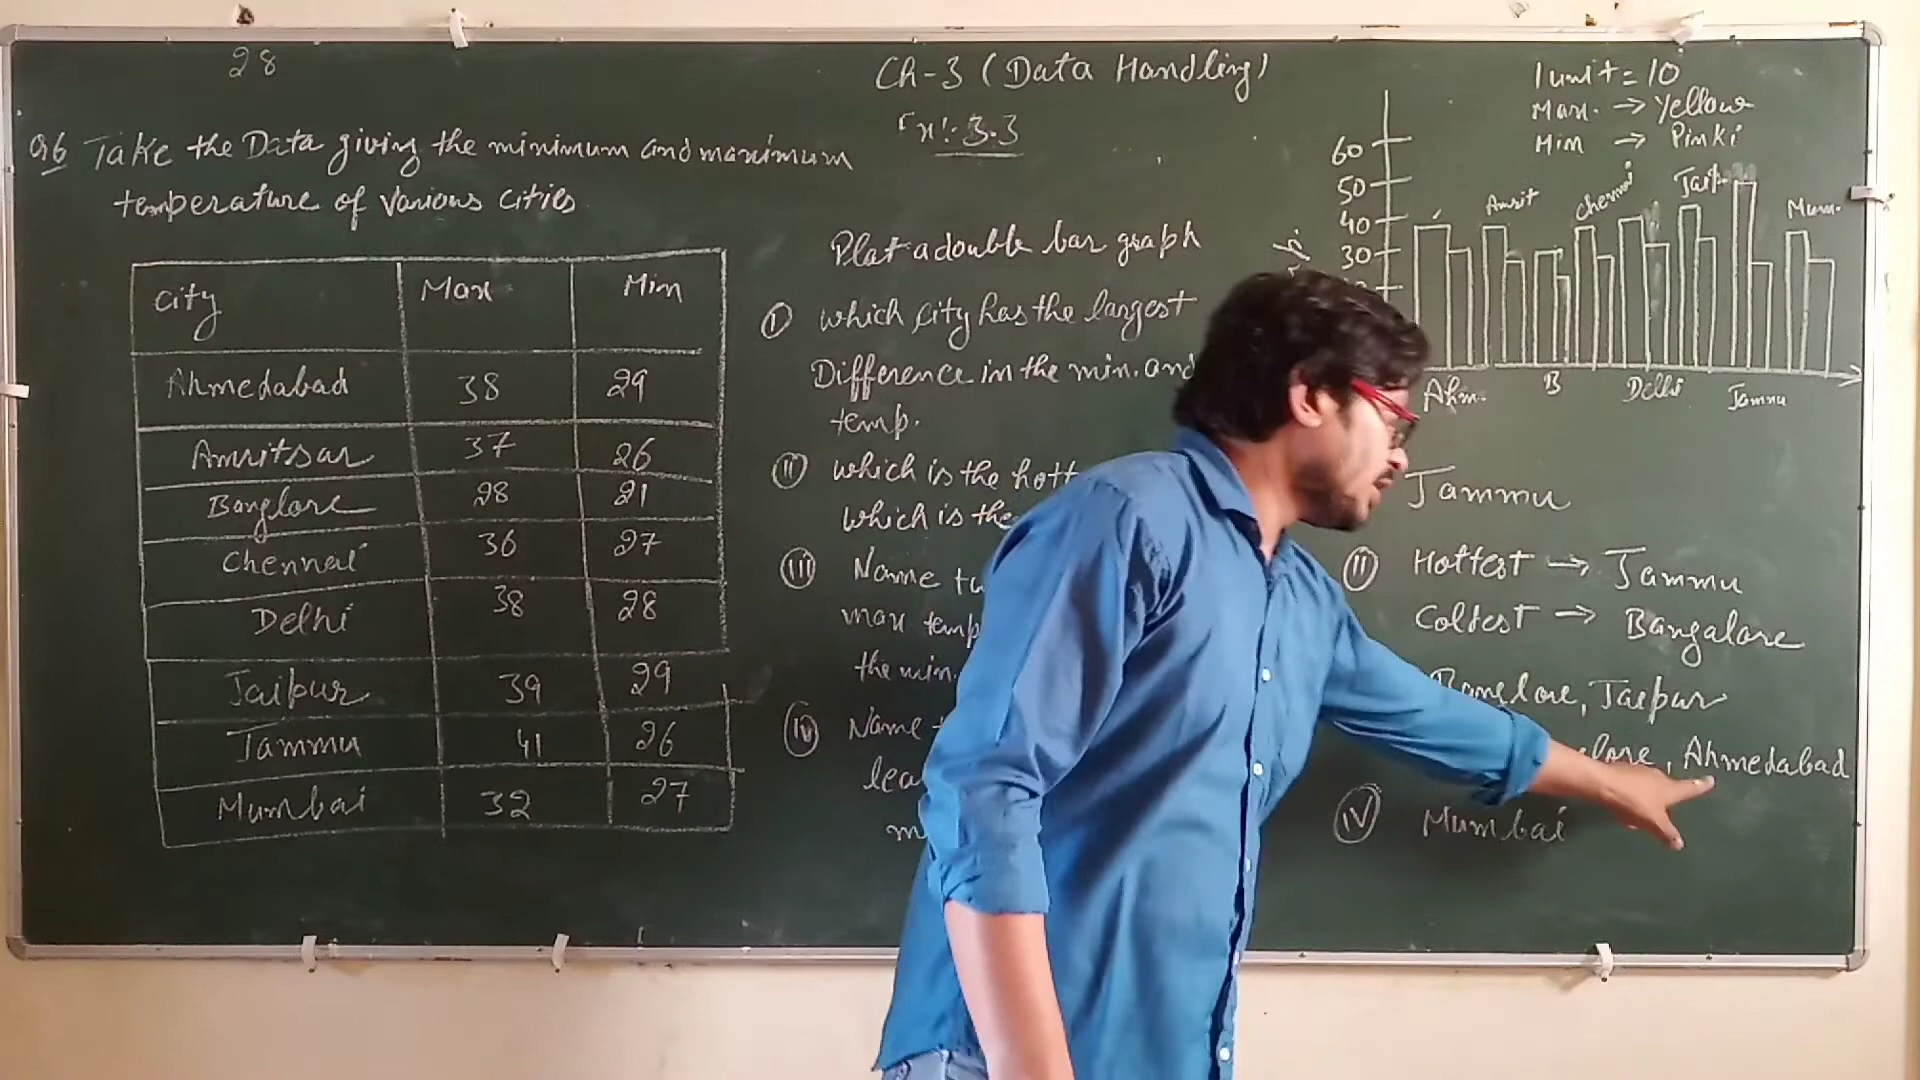 28
Ch-3 (Data Handling)
Ex:- 3.3
Q6 Take the Data giving the minimum and maximum
temperature of various cities
City Max Min
Ahmedabad 38 29
Amritsar 37 26
Banglore 28 21
Chennai 36 27
Delhi 38 28
Jaipur 39 29
Jammu 41 26
Mumbai 32 27
Plot a double bar graph
I which city has the largest
Difference in the min. and
temp.
II which is the hott
which is the
III Name
max temp
the min.
IV Name
lea
m
1 unit = 10
Max. → Yellow
Min → Pinki
60
50
40
30
Amrit Chennai Jaip Mum.
Ahm. B Delhi Jammu
Jammu
II Hottest → Jammu
Coldest → Bangalore
Banglore, Jaipur
lore, Ahmedabad
IV Mumbai